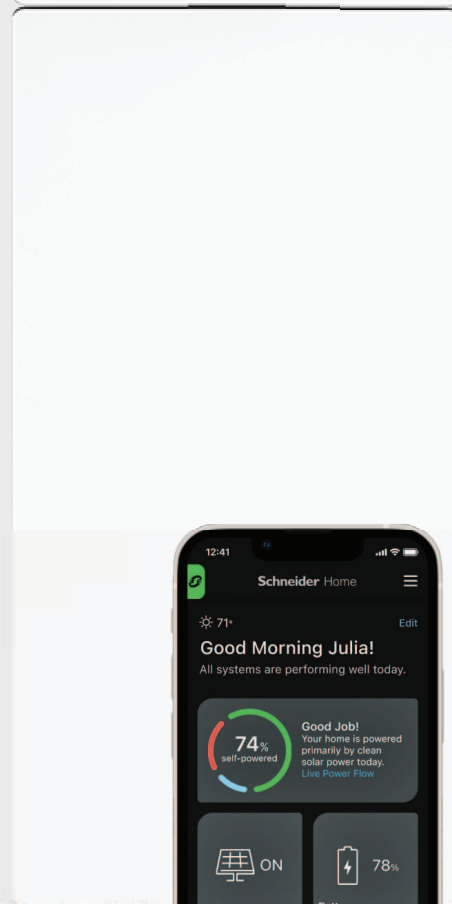 12:41
Schneider Home
71°
Edit
Good Morning Julia!
All systems are performing well today.
74%
self-powered
Good Job!
Your home is powered
primarily by clean
solar power today.
Live Power Flow
ON
78%